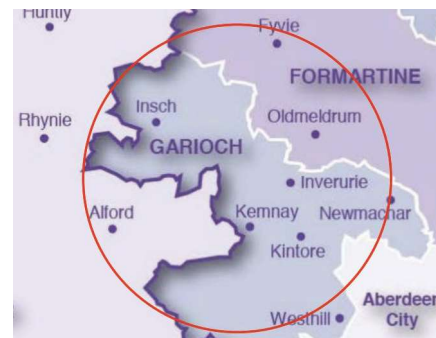 Huntly
Fyvie
FORMARTINE
Insch
Oldmeldrum
Rhynie
GARIOCH
Inverurie
Alford
Kemnay
Newmachar
Kintore
Aberdeen
City
Westhill